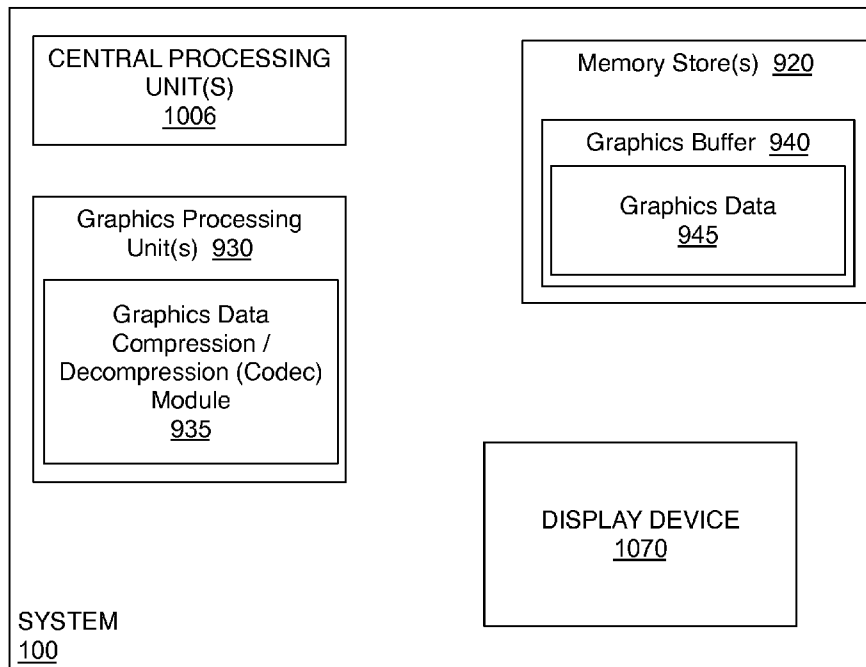 CENTRAL PROCESSING
UNIT(S)
1006
Memory Store(s) 920
Graphics Buffer 940
Graphics Data
945
Graphics Processing
Unit(s) 930
Graphics Data
Compression /
Decompression (Codec)
Module
935
DISPLAY DEVICE
1070
SYSTEM
100